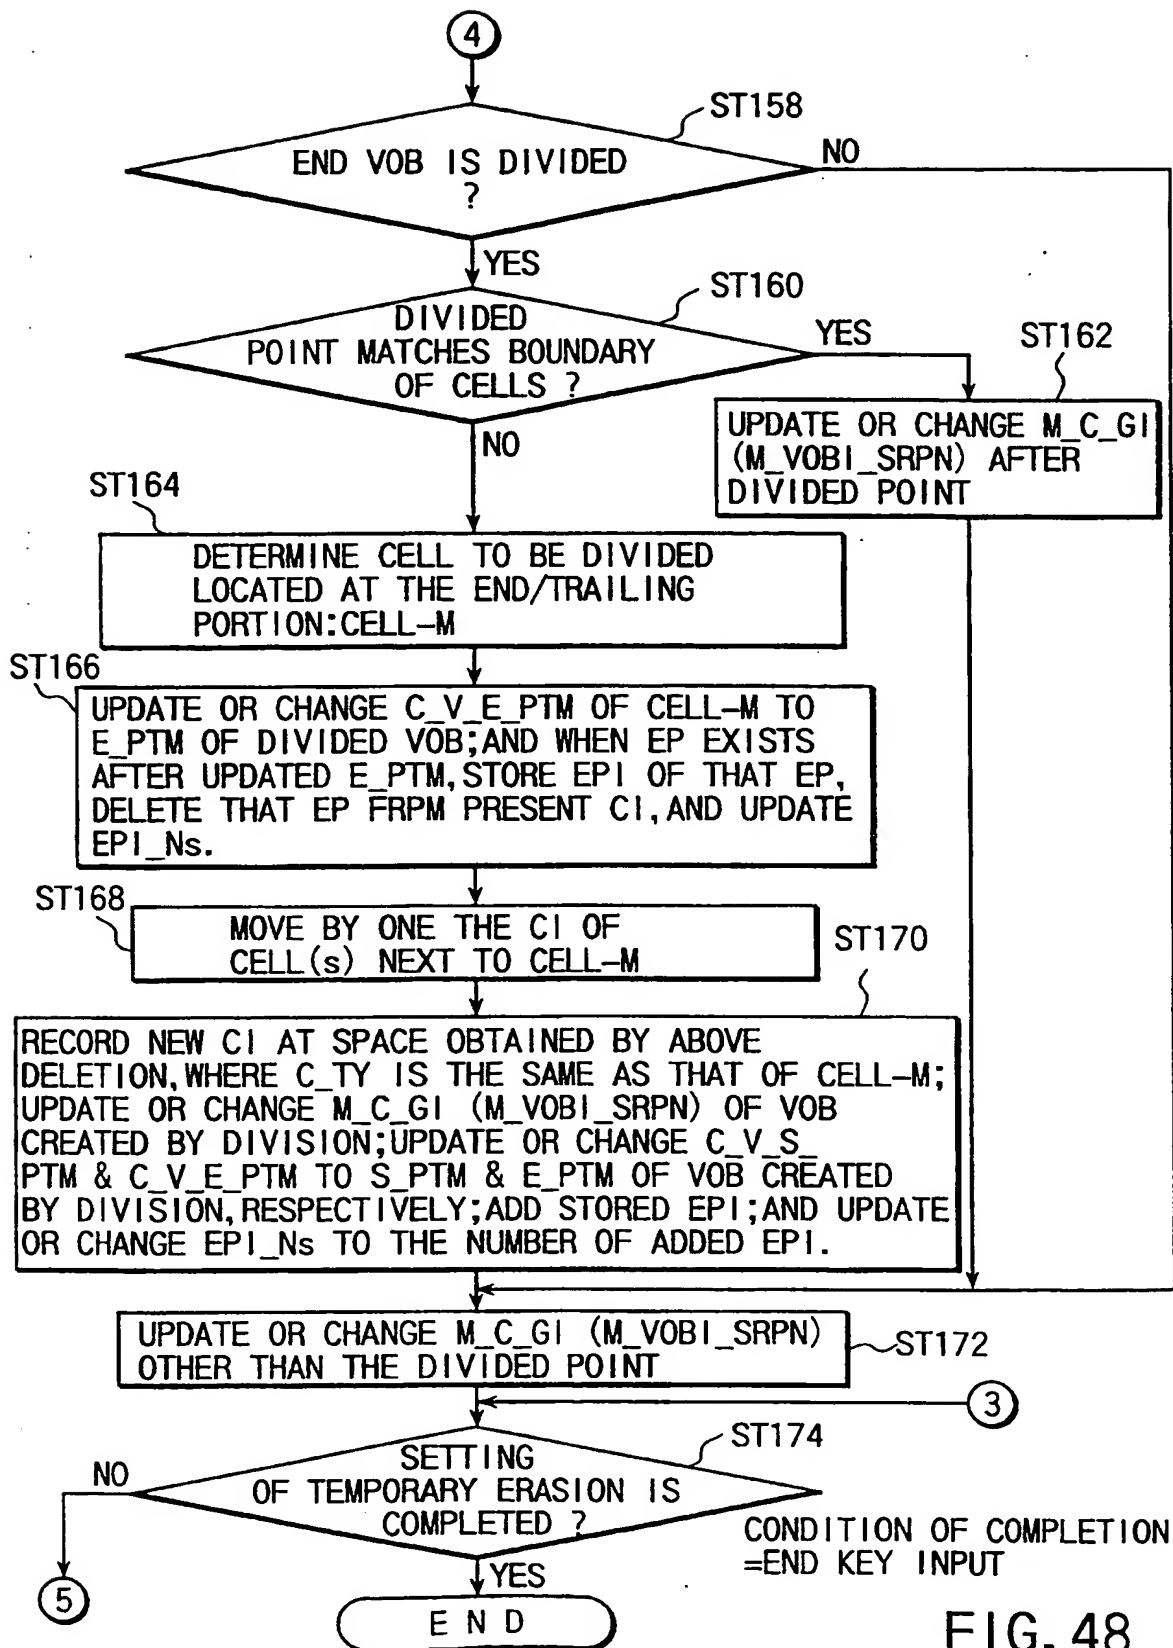 4
ST158
END VOB IS DIVIDED
?
NO
YES
ST160
DIVIDED
POINT MATCHES BOUNDARY
OF CELLS ?
YES
ST162
UPDATE OR CHANGE M_C_GI
(M_VOBI_SRPN) AFTER
DIVIDED POINT
NO
ST164
DETERMINE CELL TO BE DIVIDED
LOCATED AT THE END/TRAILING
PORTION:CELL-M
ST166
UPDATE OR CHANGE C_V_E_PTM OF CELL-M TO
E_PTM OF DIVIDED VOB;AND WHEN EP EXISTS
AFTER UPDATED E_PTM,STORE EPI OF THAT EP,
DELETE THAT EP FRPM PRESENT CI,AND UPDATE
EPI_Ns.
ST168
MOVE BY ONE THE CI OF
CELL(s) NEXT TO CELL-M
ST170
RECORD NEW CI AT SPACE OBTAINED BY ABOVE
DELETION,WHERE C_TY IS THE SAME AS THAT OF CELL-M;
UPDATE OR CHANGE M_C_GI (M_VOBI_SRPN) OF VOB
CREATED BY DIVISION;UPDATE OR CHANGE C_V_S_
PTM & C_V_E_PTM TO S_PTM & E_PTM OF VOB CREATED
BY DIVISION,RESPECTIVELY;ADD STORED EPI;AND UPDATE
OR CHANGE EPI_Ns TO THE NUMBER OF ADDED EPI.
UPDATE OR CHANGE M_C_GI (M_VOBI_SRPN)
OTHER THAN THE DIVIDED POINT
ST172
3
ST174
SETTING
OF TEMPORARY ERASION IS
COMPLETED ?
NO
CONDITION OF COMPLETION
=END KEY INPUT
YES
5
END
FIG. 48